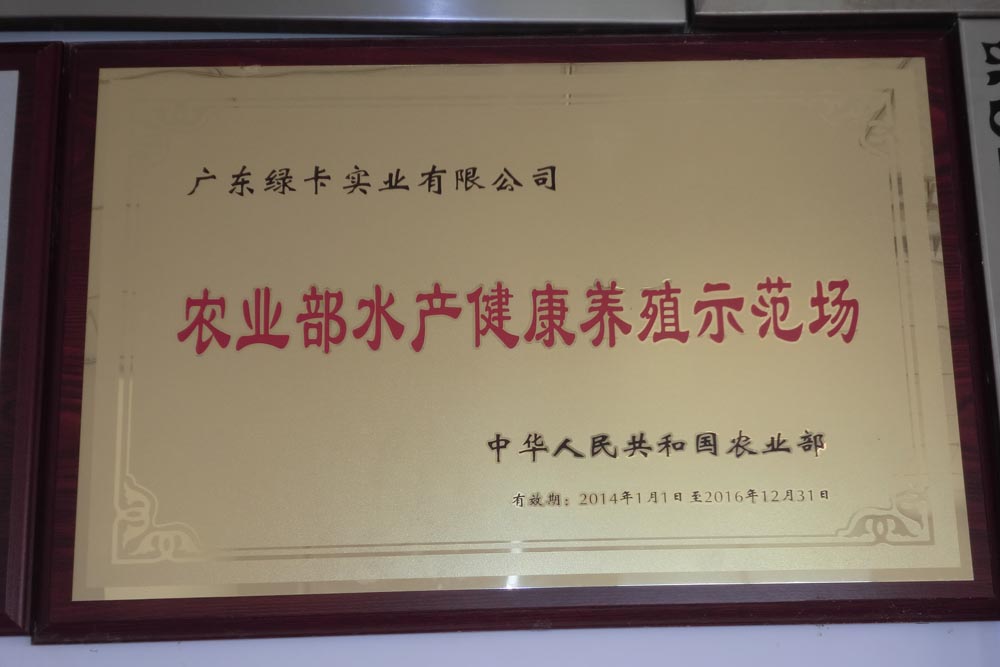 广东绿卡实业有限公司
农业部水产健康养殖示范场
中华人民共和国农业部
有效期：2014年1月1日至2016年12月31日